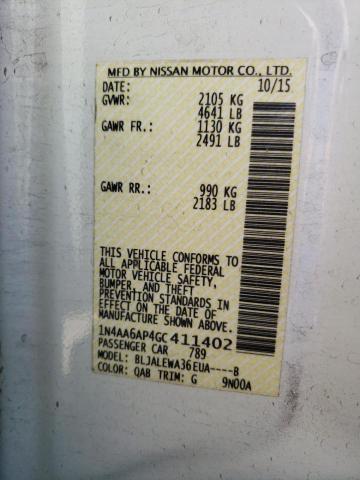 MFD BY NISSAN MOTOR CO., LTD.
DATE: 10/15
GVWR: 2105 KG
4641 LB
GAWR FR.: 1130 KG
2491 LB
GAWR RR.: 990 KG
2183 LB
THIS VEHICLE CONFORMS TO
ALL APPLICABLE FEDERAL
MOTOR VEHICLE SAFETY,
BUMPER, AND THEFT
PREVENTION STANDARDS IN
EFFECT ON THE DATE OF
MANUFACTURE SHOWN ABOVE.
1N4AA6AP4GC411402
PASSENGER CAR 789
MODEL: BLJALEWA36EUA----B
COLOR: QAB TRIM: G 9N00A